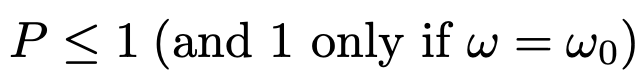 P ≤ 1 (and 1 only if ω = ω₀)